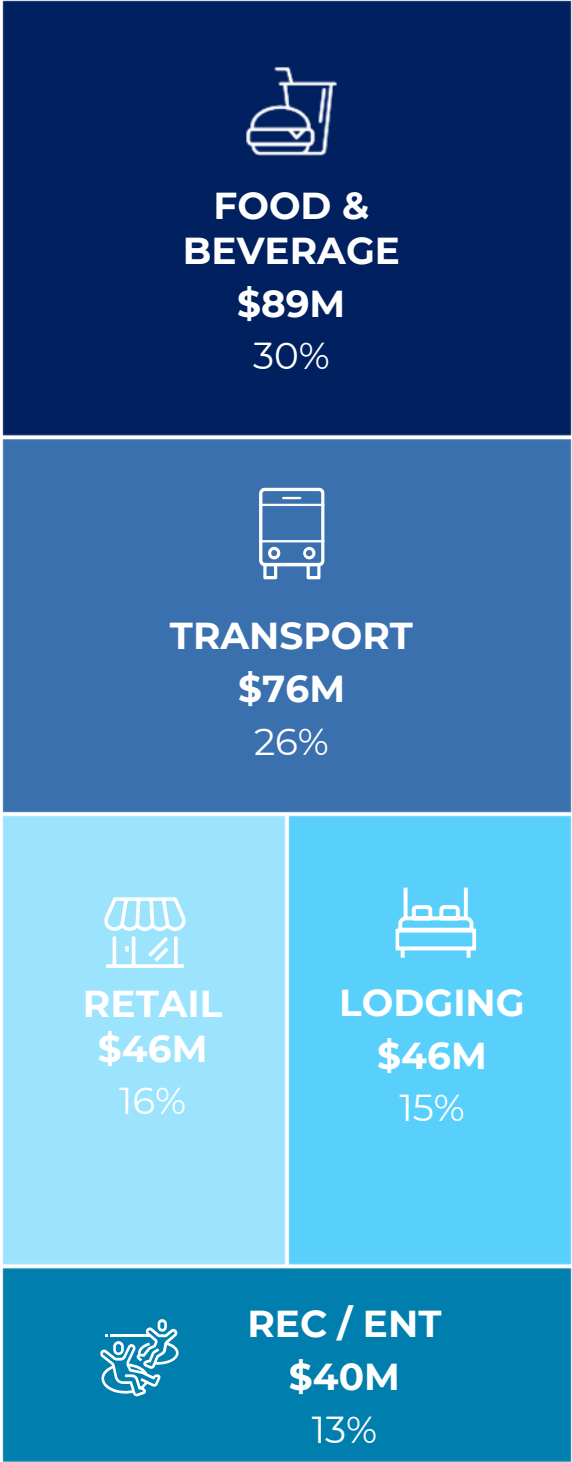 FOOD &
BEVERAGE
$89M
30%
TRANSPORT
$76M
26%
RETAIL
$46M
16%
LODGING
$46M
15%
REC / ENT
$40M
13%